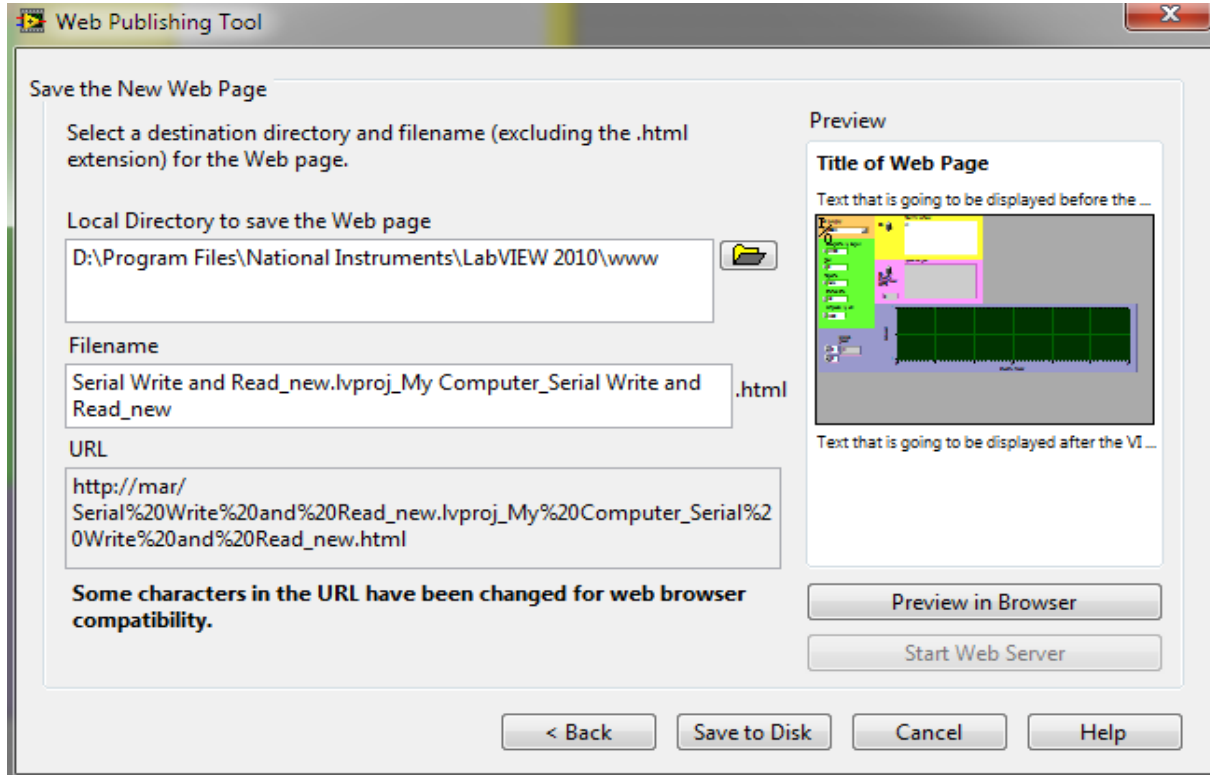 Web Publishing Tool
Save the New Web Page
Select a destination directory and filename (excluding the .html
extension) for the Web page.
Local Directory to save the Web page
D:\Program Files\National Instruments\LabVIEW 2010\www
Filename
Serial Write and Read_new.lvproj_My Computer_Serial Write and
Read_new
.html
URL
http://mar/
Serial%20Write%20and%20Read_new.lvproj_My%20Computer_Serial%2
0Write%20and%20Read_new.html
Some characters in the URL have been changed for web browser
compatibility.
Preview
Title of Web Page
Text that is going to be displayed before the ...
Text that is going to be displayed after the VI ...
Preview in Browser
Start Web Server
< Back
Save to Disk
Cancel
Help